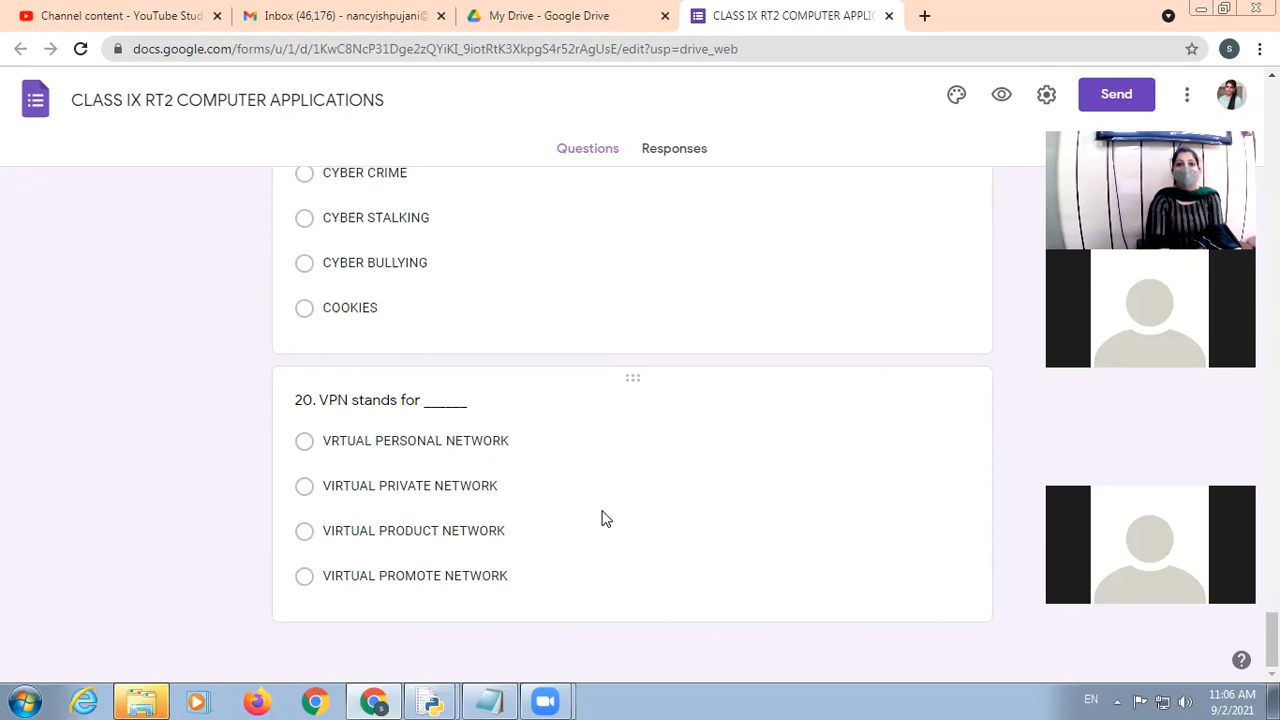 Channel content - YouTube Stud
Inbox (46,176) - nancyishpujani@
My Drive - Google Drive
CLASS IX RT2 COMPUTER APPLIC
docs.google.com/forms/u/1/d/1KwC8NcP31Dge2zQYiKI_9iotRtK3XkpgS4r52rAgUsE/edit?usp=drive_web
S
CLASS IX RT2 COMPUTER APPLICATIONS
Send
Questions
Responses
CYBER CRIME
CYBER STALKING
CYBER BULLYING
COOKIES
20. VPN stands for ______
VRTUAL PERSONAL NETWORK
VIRTUAL PRIVATE NETWORK
VIRTUAL PRODUCT NETWORK
VIRTUAL PROMOTE NETWORK
EN
11:06 AM
9/2/2021